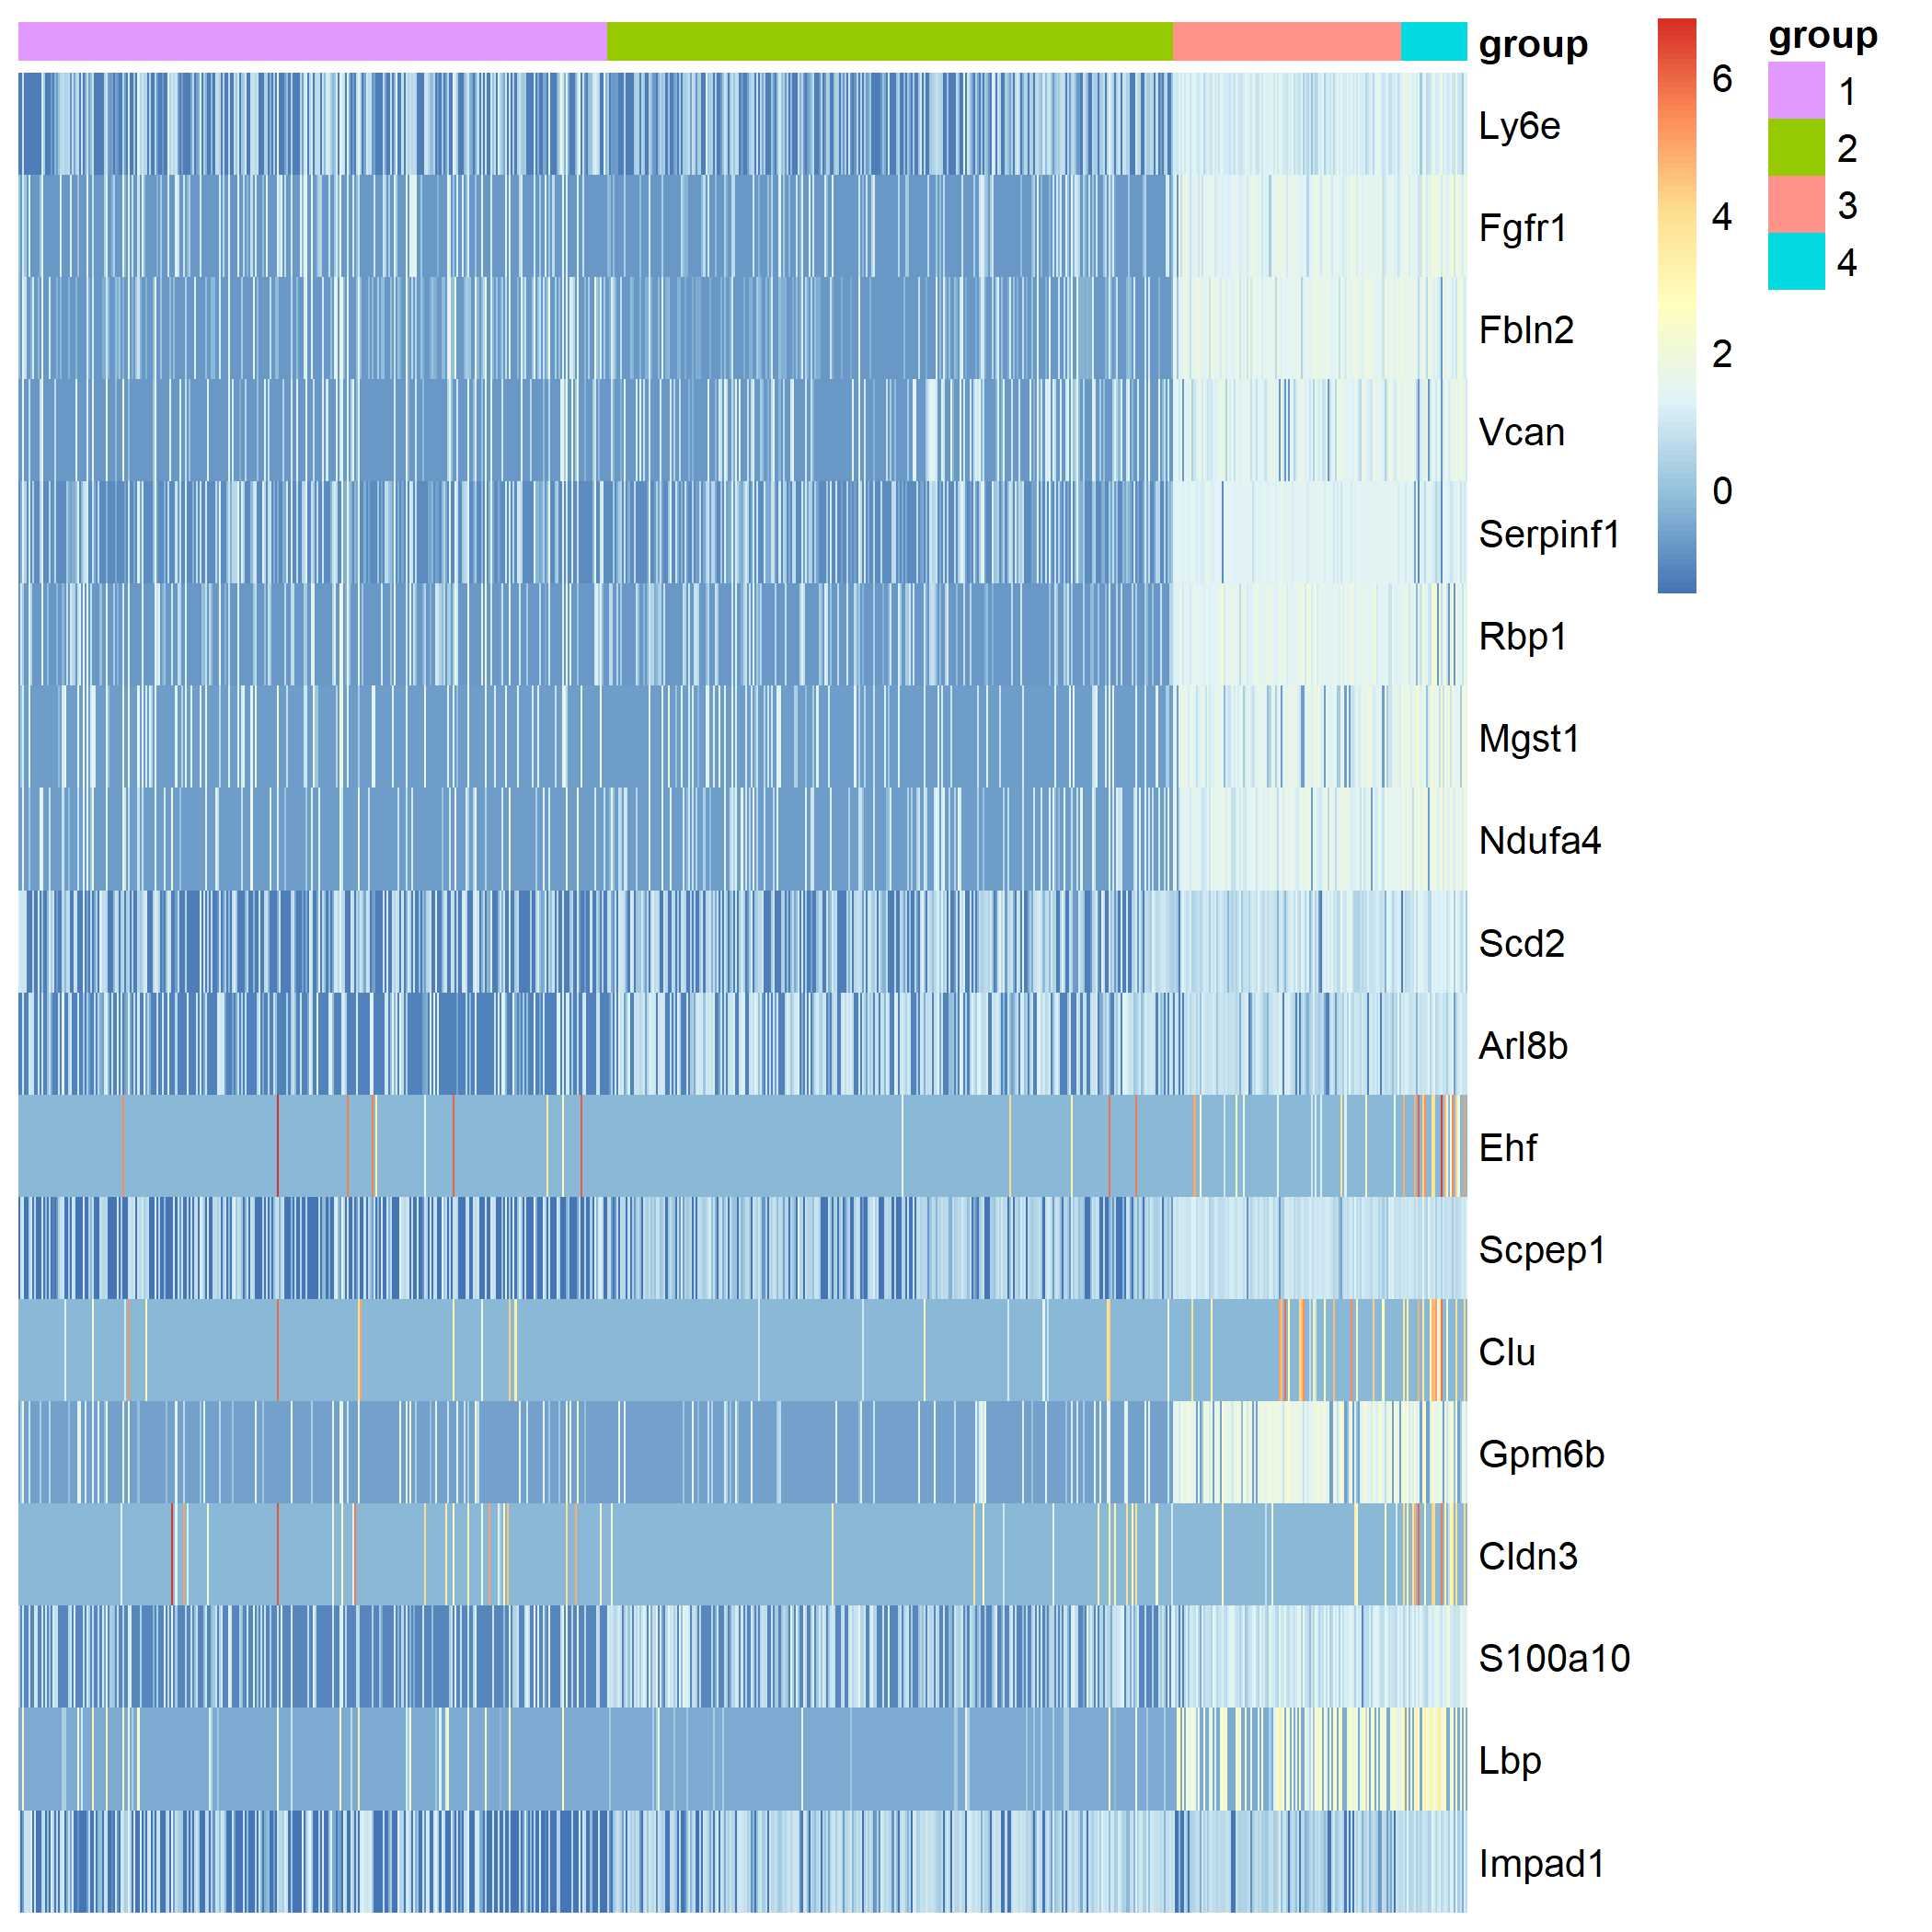 group
Ly6e
Fgfr1
Fbln2
Vcan
Serpinf1
Rbp1
Mgst1
Ndufa4
Scd2
Arl8b
Ehf
Scpep1
Clu
Gpm6b
Cldn3
S100a10
Lbp
Impad1
6
4
2
0
group
1
2
3
4